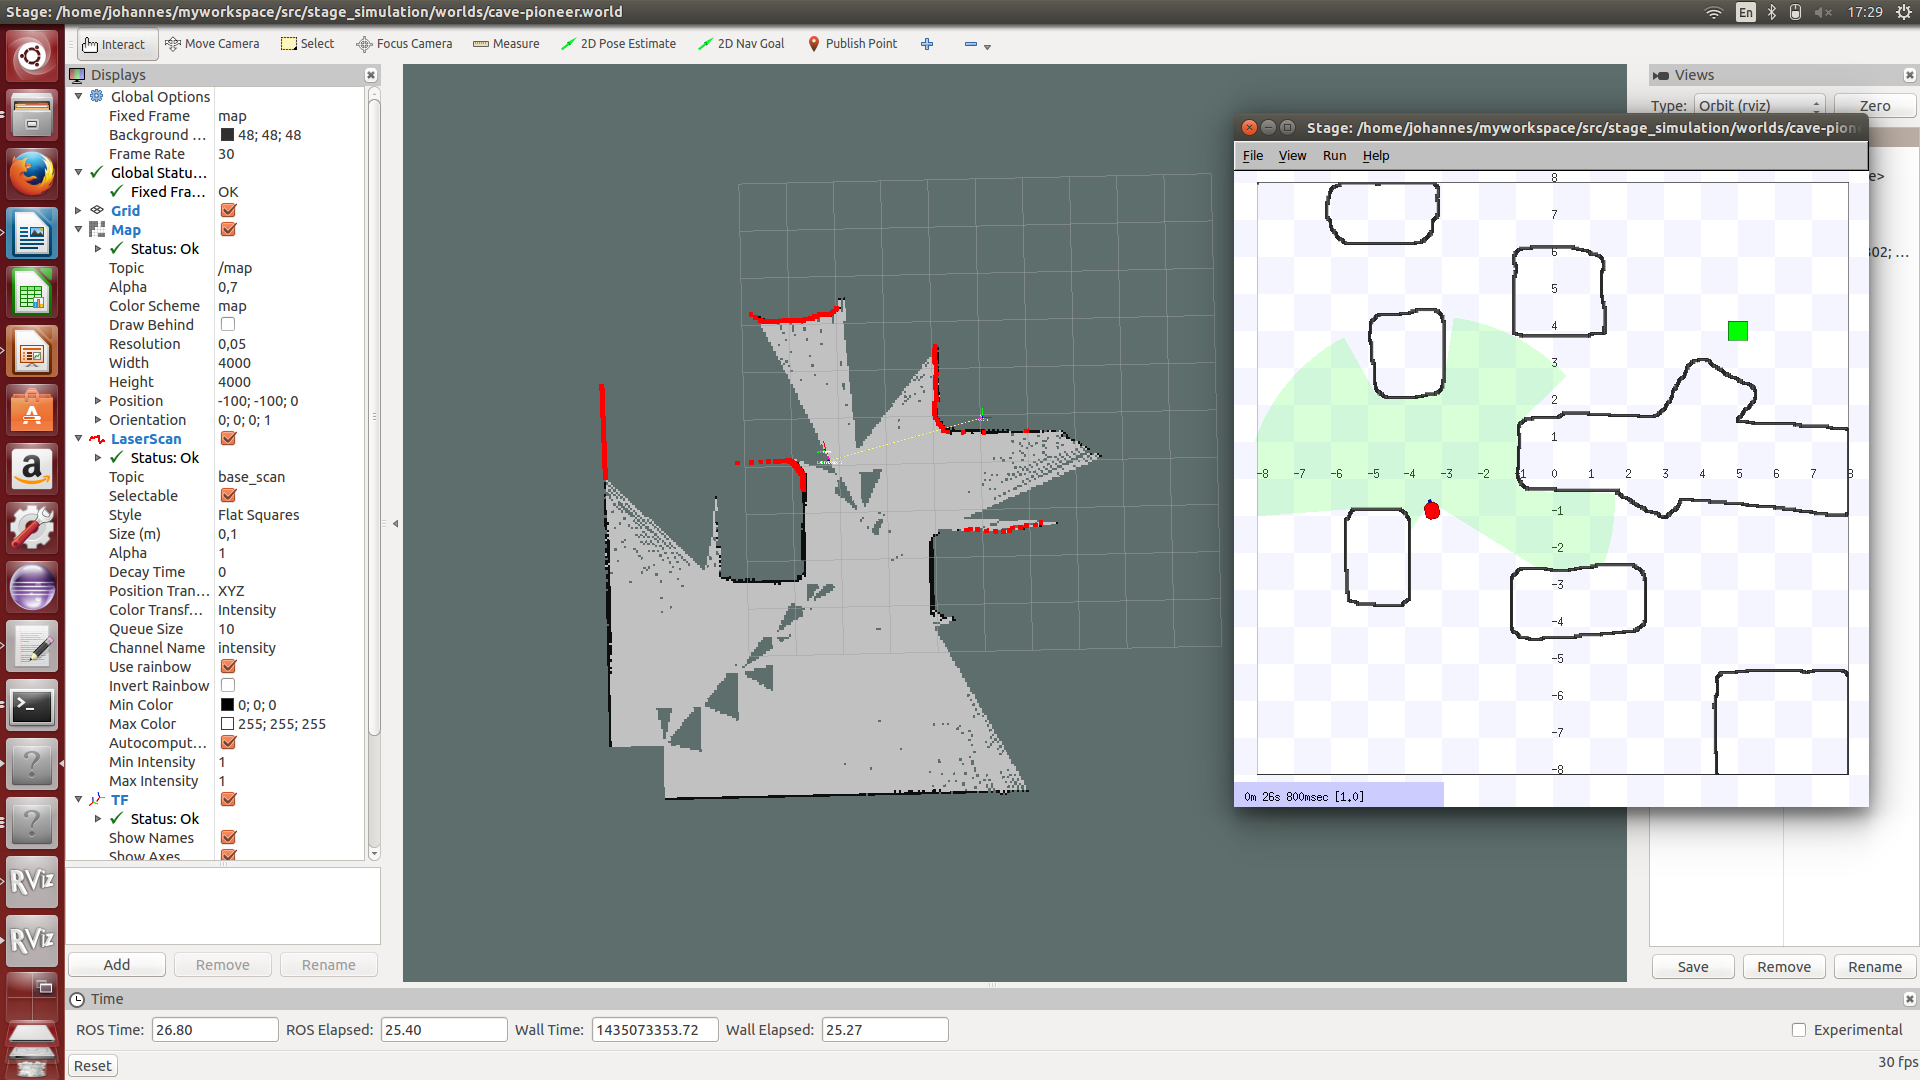 Stage: /home/johannes/myworkspace/src/stage_simulation/worlds/cave-pioneer.world
En
17:29
Interact
Move Camera
Select
Focus Camera
Measure
2D Pose Estimate
2D Nav Goal
Publish Point
Displays
Global Options
Fixed Frame map
Background ... 48; 48; 48
Frame Rate 30
Global Statu...
Fixed Fra... OK
Grid
Map
Status: Ok
Topic /map
Alpha 0,7
Color Scheme map
Draw Behind
Resolution 0,05
Width 4000
Height 4000
Position -100; -100; 0
Orientation 0; 0; 0; 1
LaserScan
Status: Ok
Topic base_scan
Selectable
Style Flat Squares
Size (m) 0,1
Alpha 1
Decay Time 0
Position Tran... XYZ
Color Transf... Intensity
Queue Size 10
Channel Name intensity
Use rainbow
Invert Rainbow
Min Color 0; 0; 0
Max Color 255; 255; 255
Autocomput...
Min Intensity 1
Max Intensity 1
TF
Status: Ok
Show Names
Show Axes
Add
Remove
Rename
Views
Type: Orbit (rviz)
Zero
e>
302; ...
Save
Remove
Rename
Stage: /home/johannes/myworkspace/src/stage_simulation/worlds/cave-pion
File View Run Help
8
7
6
5
4
3
2
1
-8 -7 -6 -5 -4 -3 -2 -1 0 1 2 3 4 5 6 7 8
-1
-2
-3
-4
-5
-6
-7
-8
0m 26s 800msec [1.0]
Time
ROS Time: 26.80
ROS Elapsed: 25.40
Wall Time: 1435073353.72
Wall Elapsed: 25.27
Experimental
Reset
30 fps
RViz
RViz